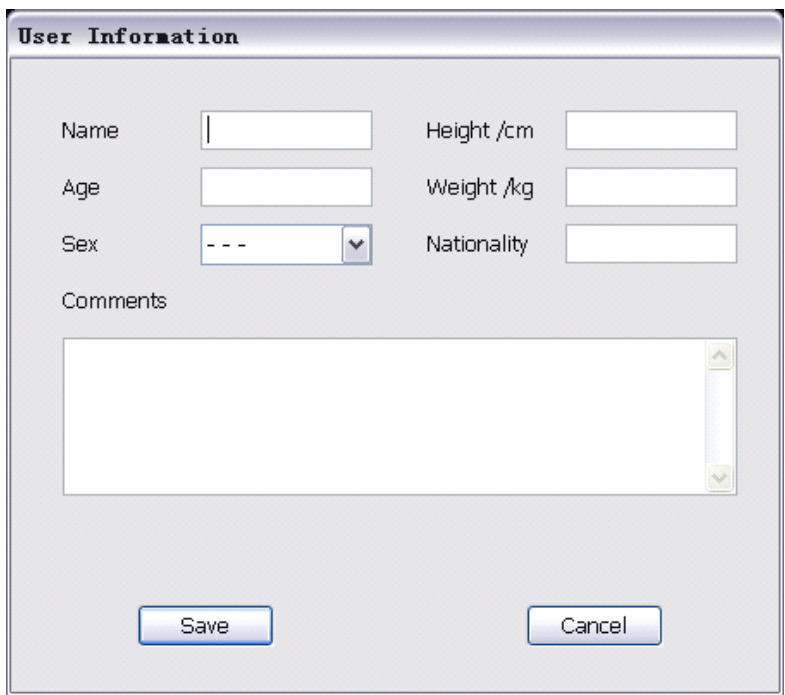 User Information
Name
Height /cm
Age
Weight /kg
Sex
- - -
Nationality
Comments
Save
Cancel